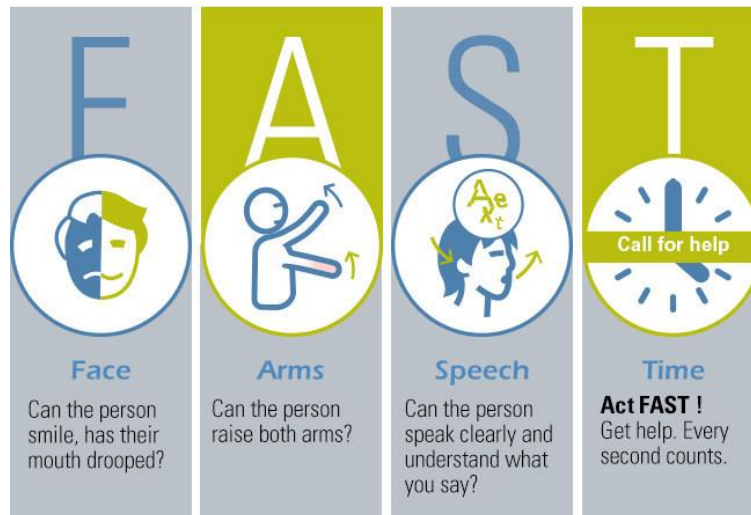 F
Face
Can the person
smile, has their
mouth drooped?
A
Arms
Can the person
raise both arms?
S
A e
x t
Speech
Can the person
speak clearly and
understand what
you say?
T
Call for help
Time
Act FAST !
Get help. Every
second counts.